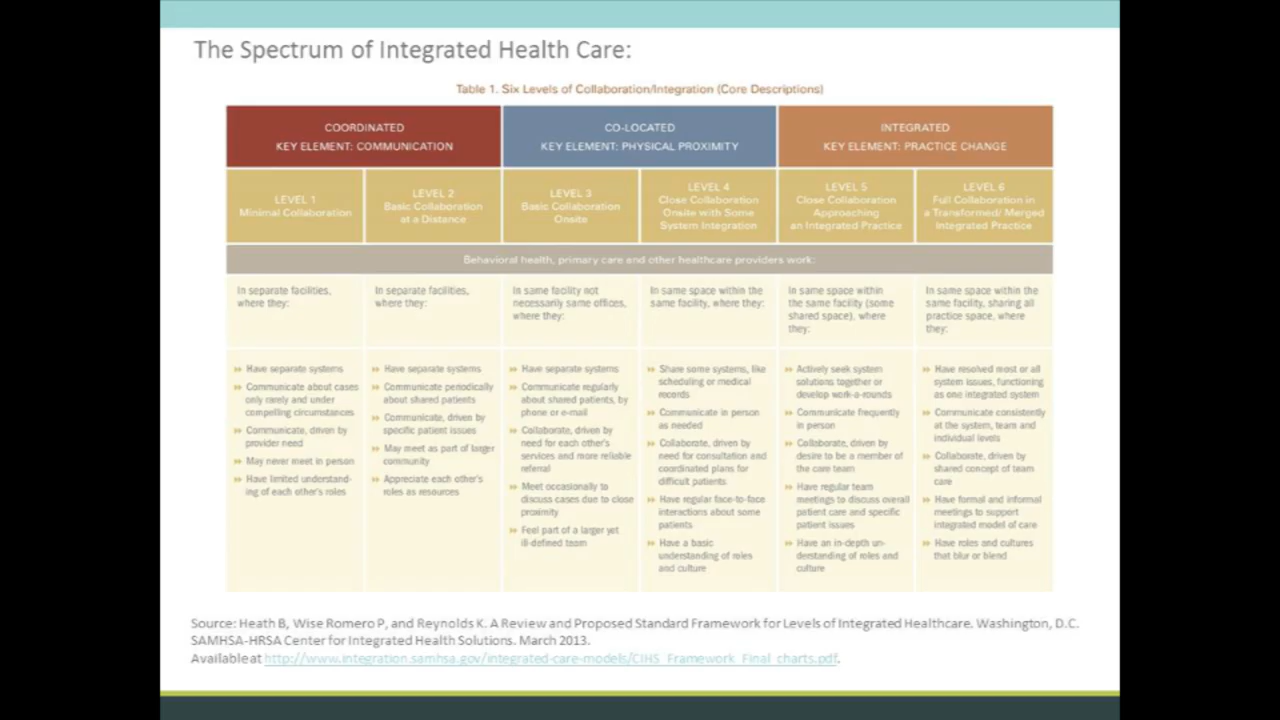 The Spectrum of Integrated Health Care:
Table 1. Six Levels of Collaboration/Integration (Core Descriptions)
COORDINATED
KEY ELEMENT: COMMUNICATION
CO-LOCATED
KEY ELEMENT: PHYSICAL PROXIMITY
INTEGRATED
KEY ELEMENT: PRACTICE CHANGE
LEVEL 1
Minimal Collaboration
LEVEL 2
Basic Collaboration
at a Distance
LEVEL 3
Basic Collaboration
Onsite
LEVEL 4
Close Collaboration
Onsite with Some
System Integration
LEVEL 5
Close Collaboration
Approaching
an Integrated Practice
LEVEL 6
Full Collaboration in
a Transformed/ Merged
Integrated Practice
Behavioral health, primary care and other healthcare providers work:
In separate facilities,
where they:
In separate facilities,
where they:
In same facility not
necessarily same offices,
where they:
In same space within the
same facility, where they:
In same space within
the same facility (some
shared space), where
they:
In same space within the
same facility, sharing all
practice space, where
they:
» Have separate systems
» Communicate about cases
only rarely and under
compelling circumstances
» Communicate, driven by
provider need
» May never meet in person
» Have limited understand-
ing of each other's roles
» Have separate systems
» Communicate periodically
about shared patients
» Communicate, driven by
specific patient issues
» May meet as part of larger
community
» Appreciate each other's
roles as resources
» Have separate systems
» Communicate regularly
about shared patients, by
phone or e-mail
» Collaborate, driven by
need for each other's
services and more reliable
referral
» Meet occasionally to
discuss cases due to close
proximity
» Feel part of a larger yet
ill-defined team
» Share some systems, like
scheduling or medical
records
» Communicate in person
as needed
» Collaborate, driven by
need for consultation and
coordinated plans for
difficult patients
» Have regular face-to-face
interactions about some
patients
» Have a basic
understanding of roles
and culture
» Actively seek system
solutions together or
develop work-a-rounds
» Communicate frequently
in person
» Collaborate, driven by
desire to be a member of
the care team
» Have regular team
meetings to discuss overall
patient care and specific
patient issues
» Have an in-depth un-
derstanding of roles and
culture
» Have resolved most or all
system issues, functioning
as one integrated system
» Communicate consistently
at the system, team and
individual levels
» Collaborate, driven by
shared concept of team
care
» Have formal and informal
meetings to support
integrated model of care
» Have roles and cultures
that blur or blend
Source: Heath B, Wise Romero P, and Reynolds K. A Review and Proposed Standard Framework for Levels of Integrated Healthcare. Washington, D.C.
SAMHSA-HRSA Center for Integrated Health Solutions. March 2013.
Available at http://www.integration.samhsa.gov/integrated-care-models/CIHS_Framework_Final_charts.pdf.